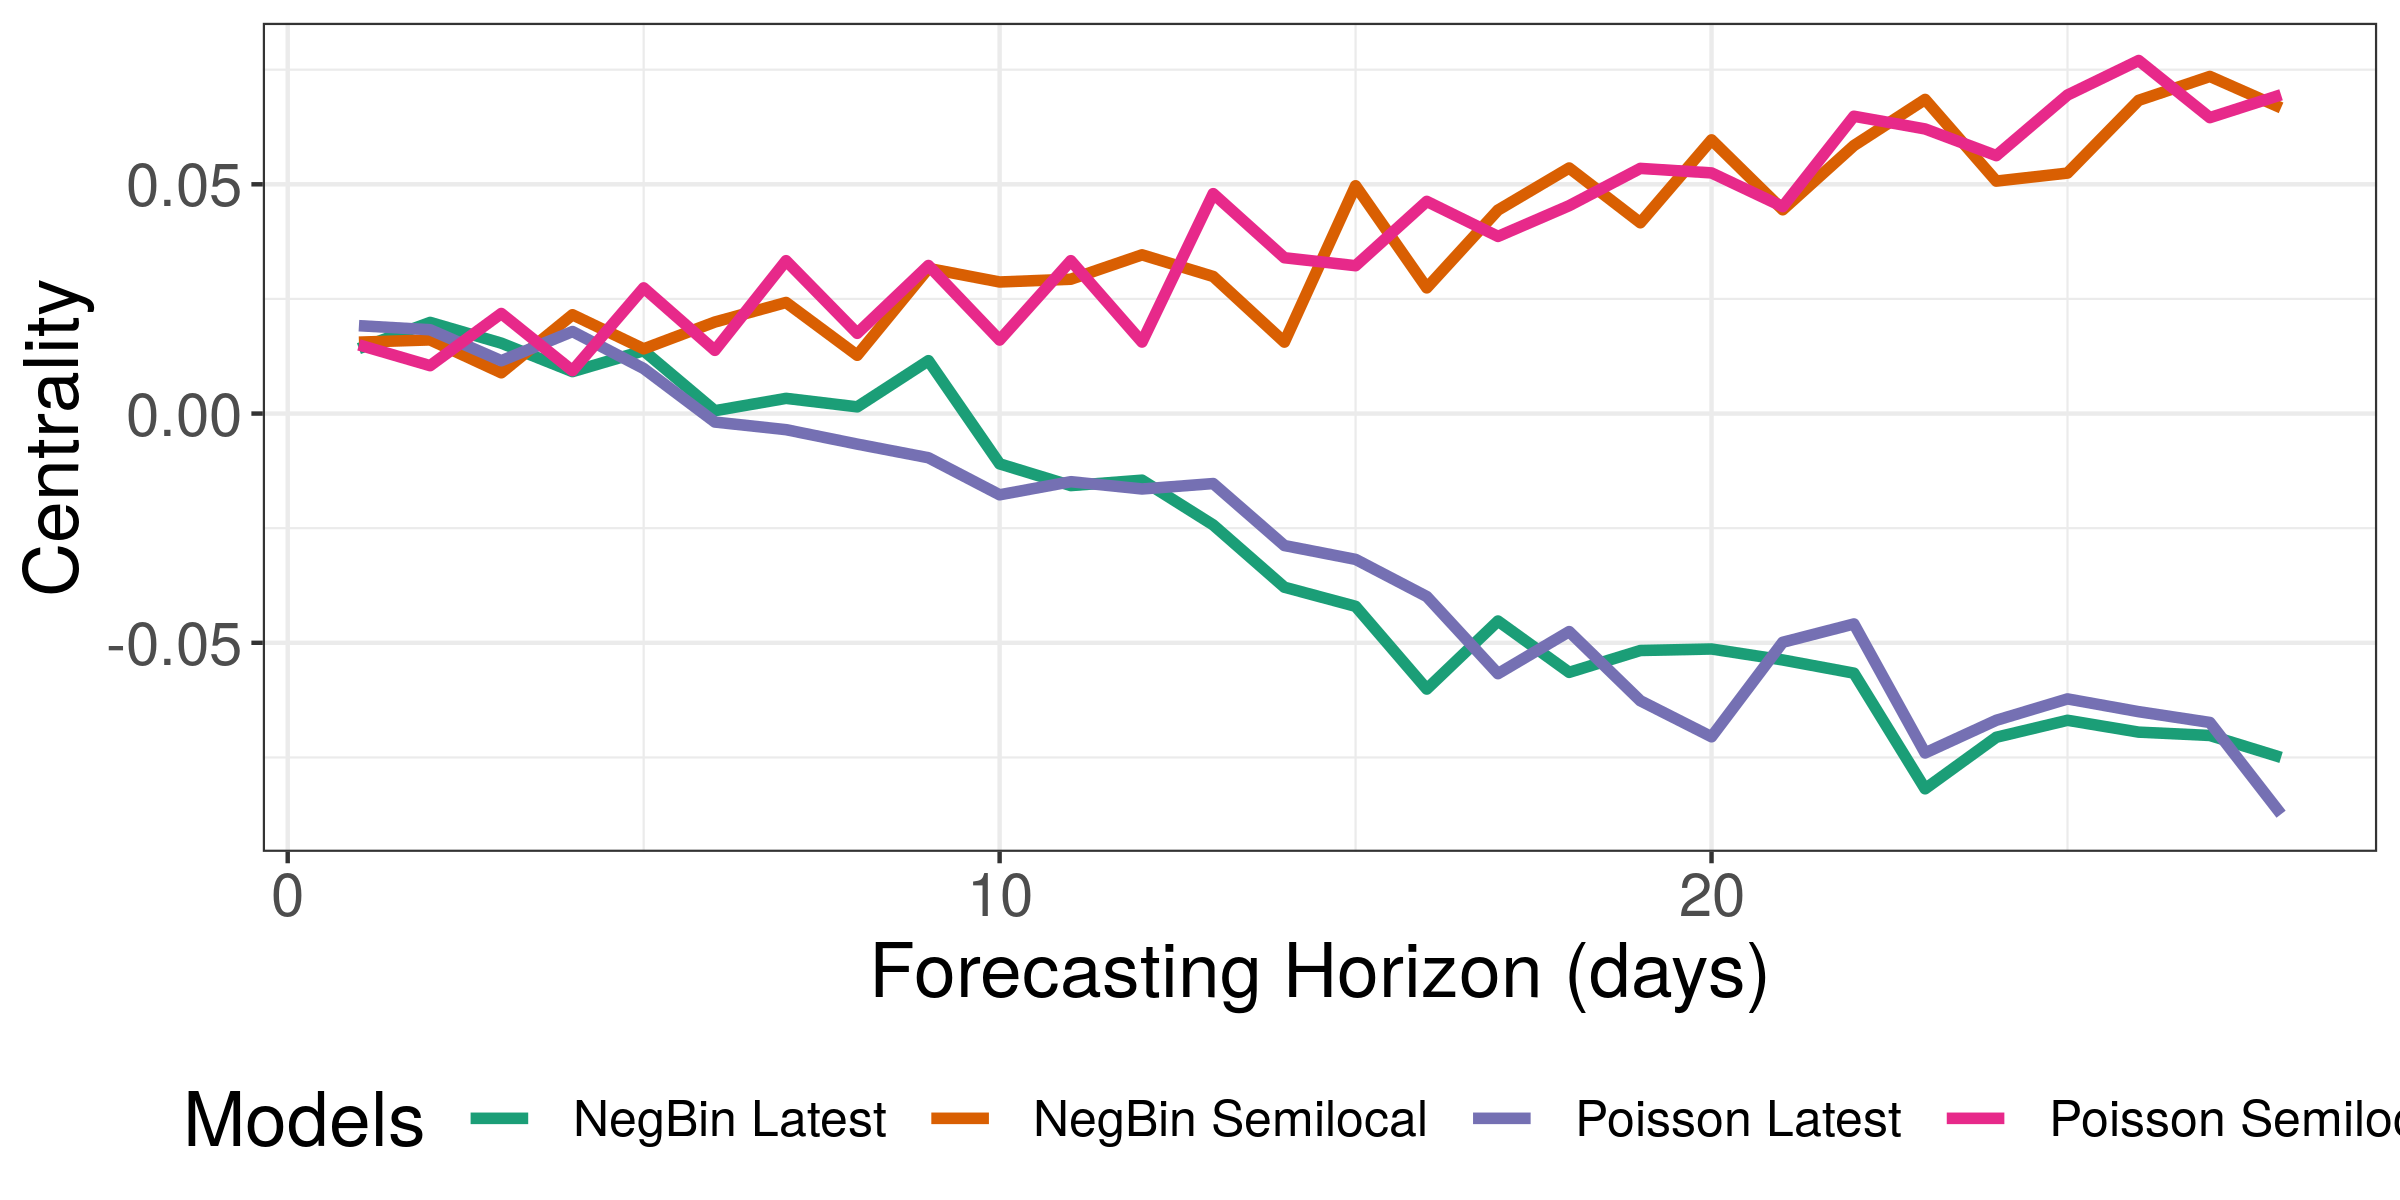 Centrality
0.05
0.00
-0.05
0 10 20
Forecasting Horizon (days)
Models NegBin Latest NegBin Semilocal Poisson Latest Poisson